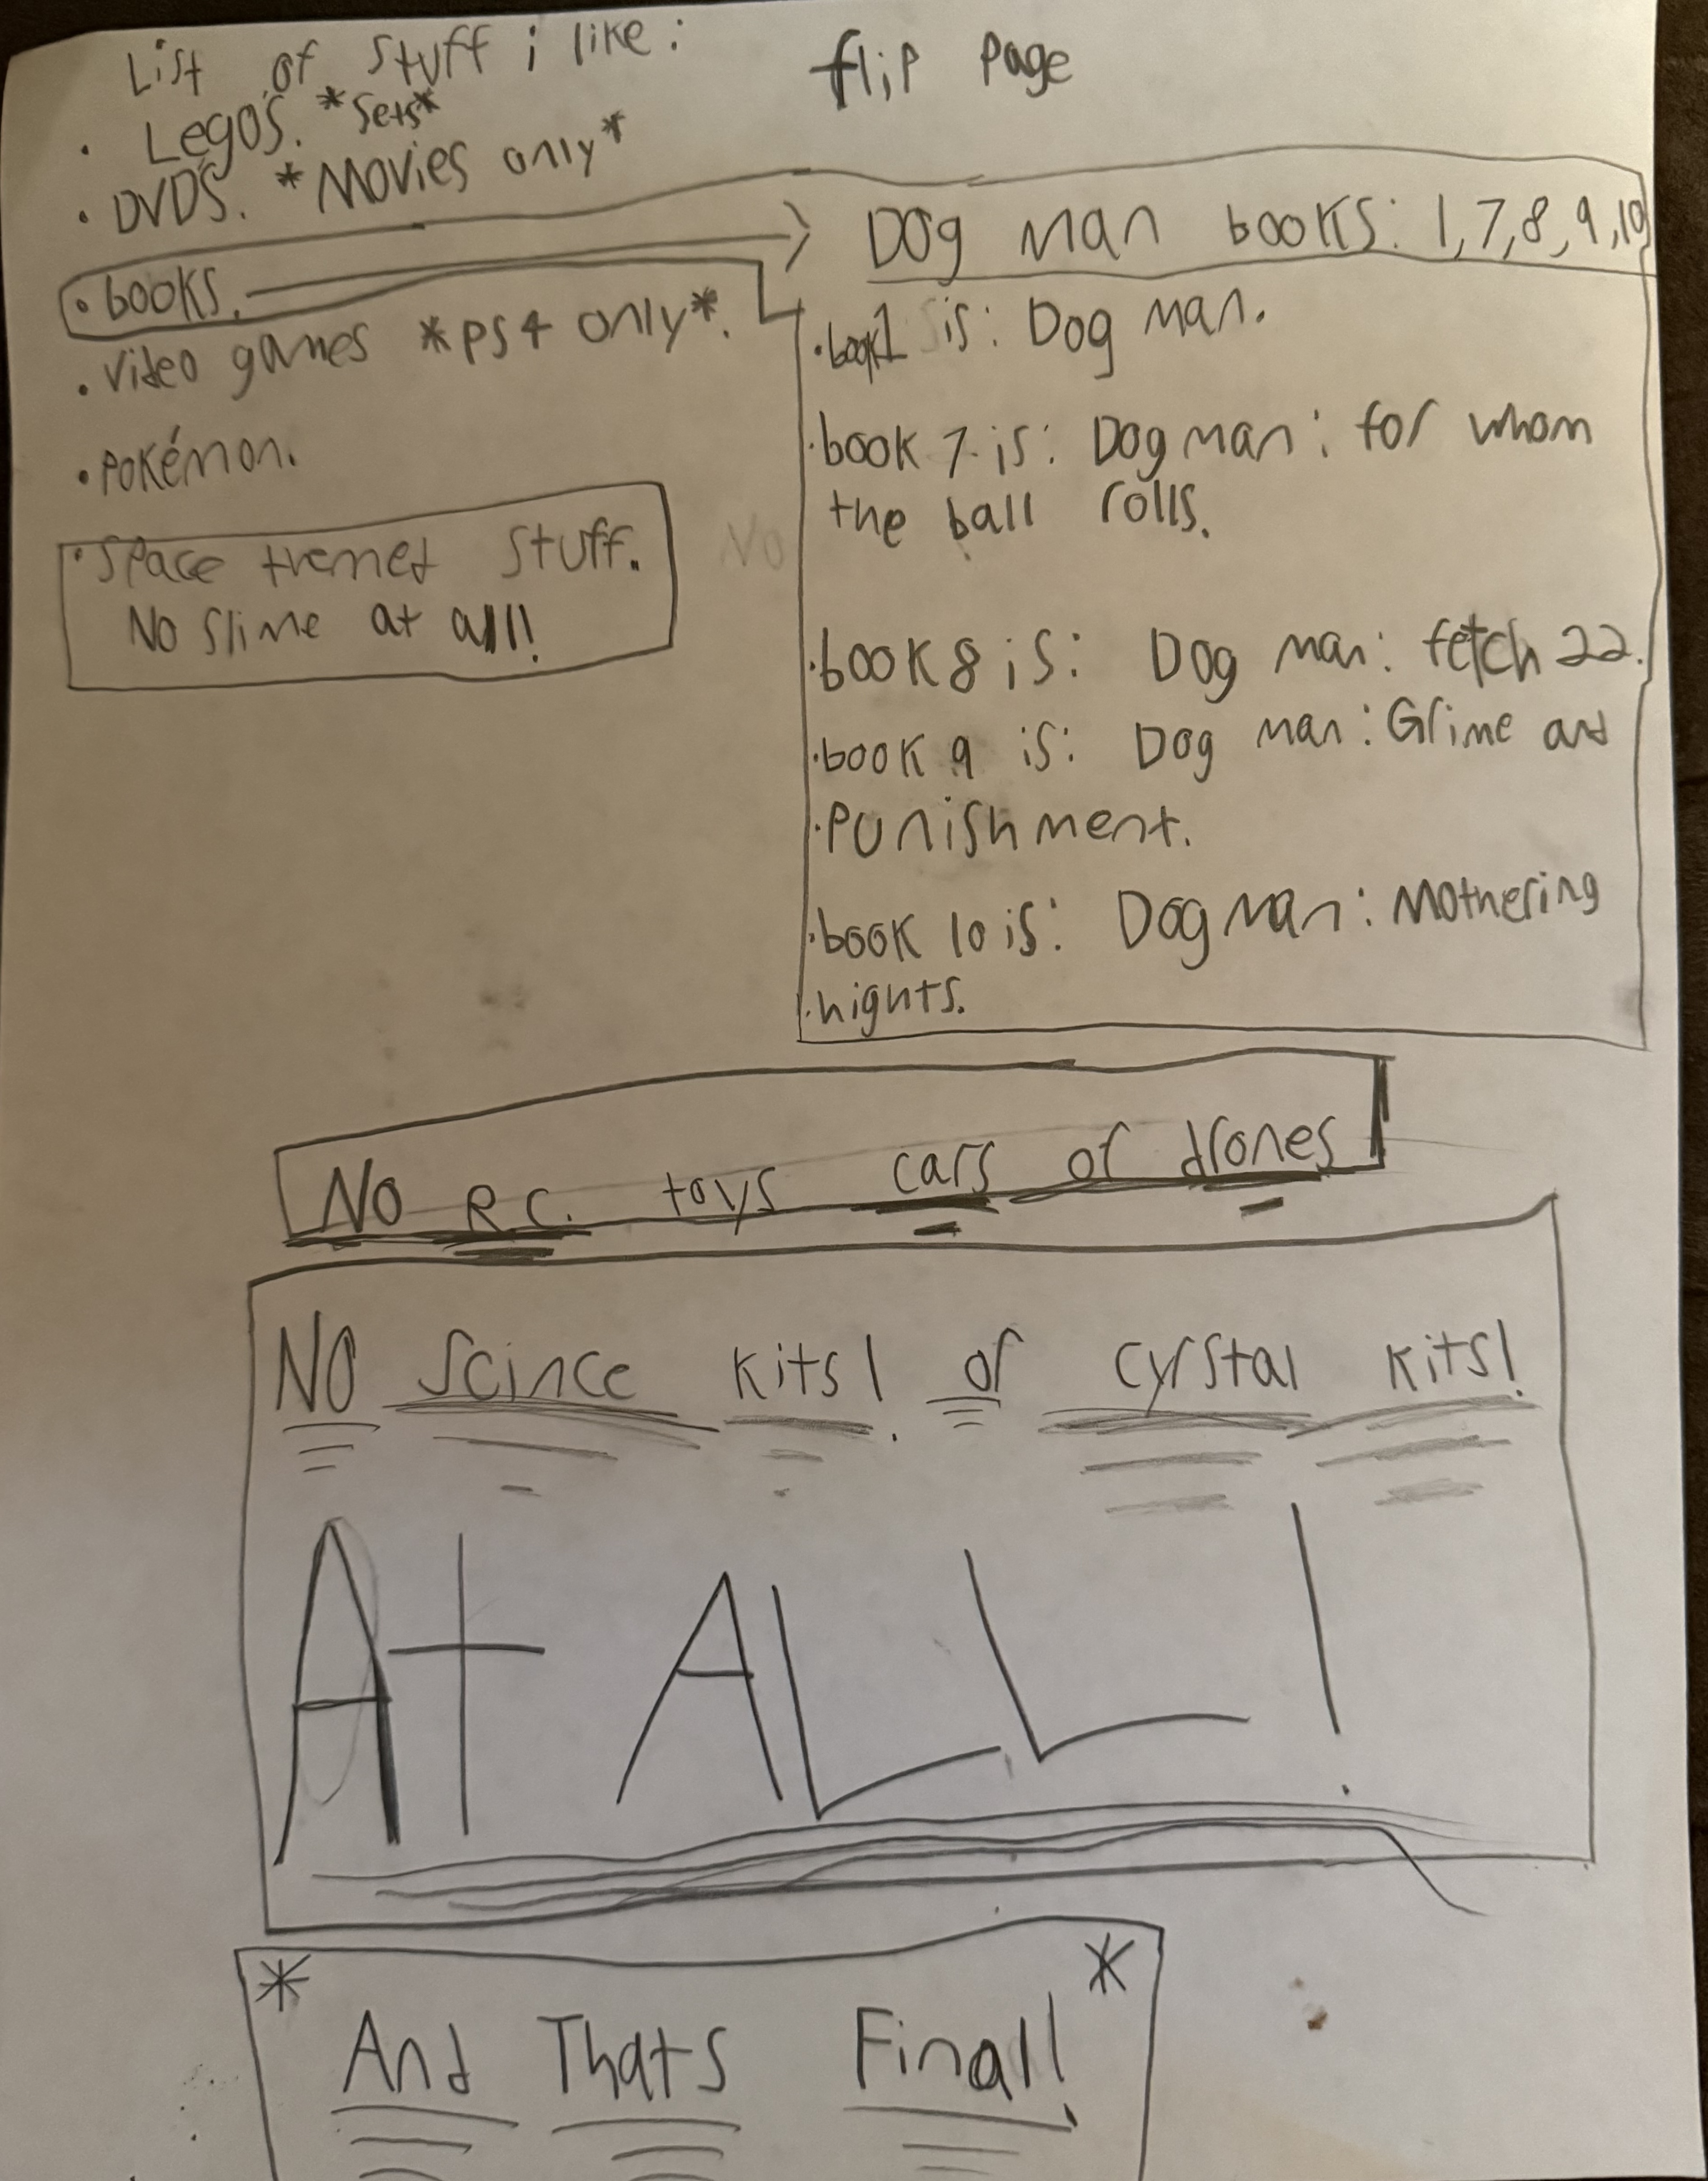 List of stuff i like:
flip page
• Legos. *sets*
• DVDS. *Movies only*
• books.
• video games *ps4 only*.
• Pokémon.
• Space themed stuff.
No slime at all!
No
Dog man books: 1,7,8,9,10
• book 1 is: Dog man.
• book 7 is: Dog man: for whom
the ball rolls.
• book 8 is: Dog man: fetch 22.
• book 9 is: Dog man: Grime and
• Punishment.
• book 10 is: Dog man: Mothering
• hights.
No R.C. toys cars or drones
NO Scince kits! or cyrstal kits!
At ALL!
* *
And Thats Final!